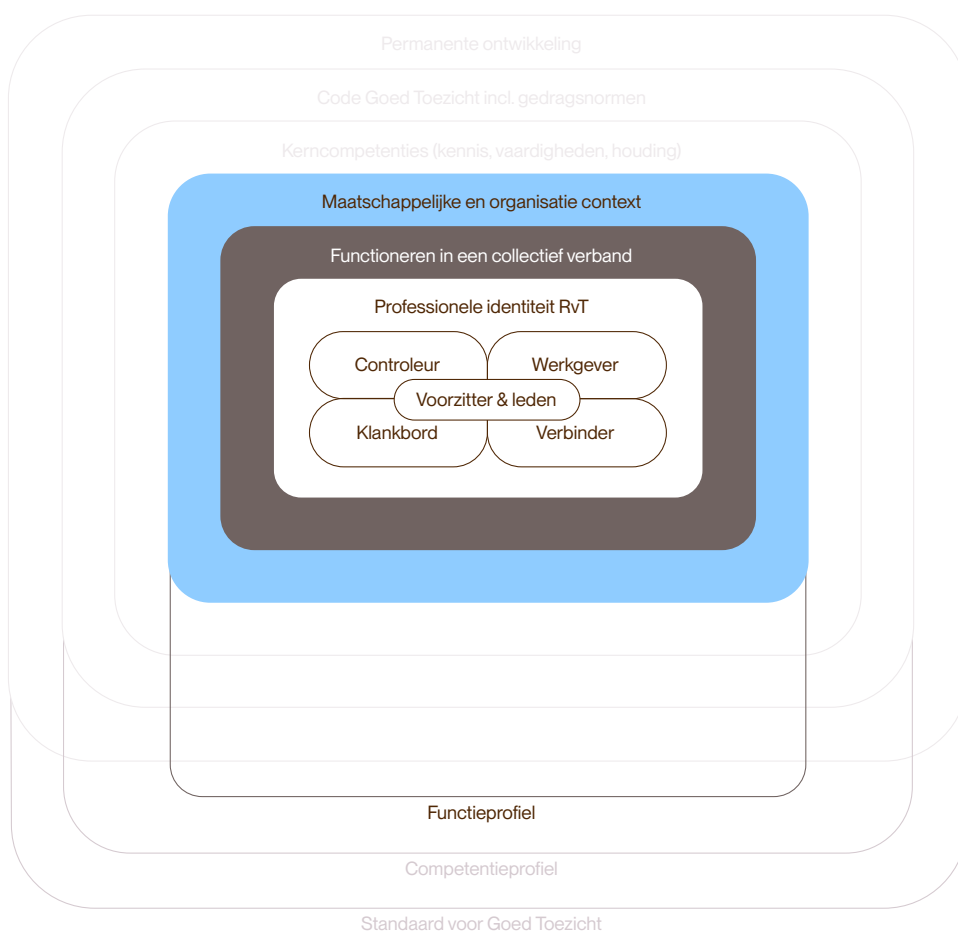 Permanente ontwikkeling
Code Goed Toezicht incl. gedragsnormen
Kerncompetenties (kennis, vaardigheden, houding)
Maatschappelijke en organisatie context
Functioneren in een collectief verband
Professionele identiteit RvT
Controleur
Werkgever
Voorzitter & leden
Klankbord
Verbinder
Functieprofiel
Competentieprofiel
Standaard voor Goed Toezicht